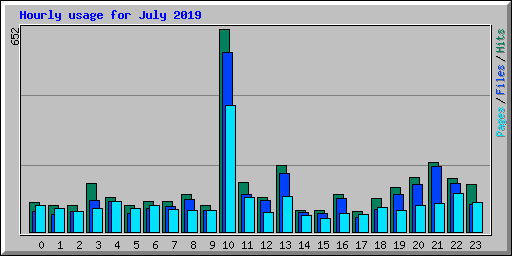 Hourly usage for July 2019
652
Pages / Files / Hits
0 1 2 3 4 5 6 7 8 9 10 11 12 13 14 15 16 17 18 19 20 21 22 23